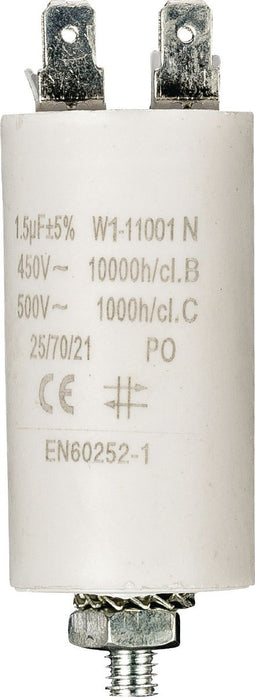 1.5µF±5% W1-11001 N
450V~ 10000h/cl.B
500V~ 1000h/cl.C
25/70/21 PO
CE
EN60252-1